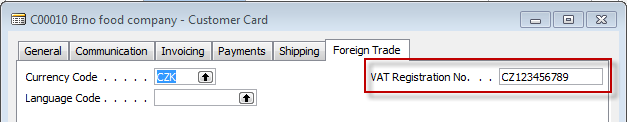 C00010 Brno food company - Customer Card
General Communication Invoicing Payments Shipping Foreign Trade
Currency Code . . . . . CZK VAT Registration No. . . CZ123456789
Language Code . . . . .